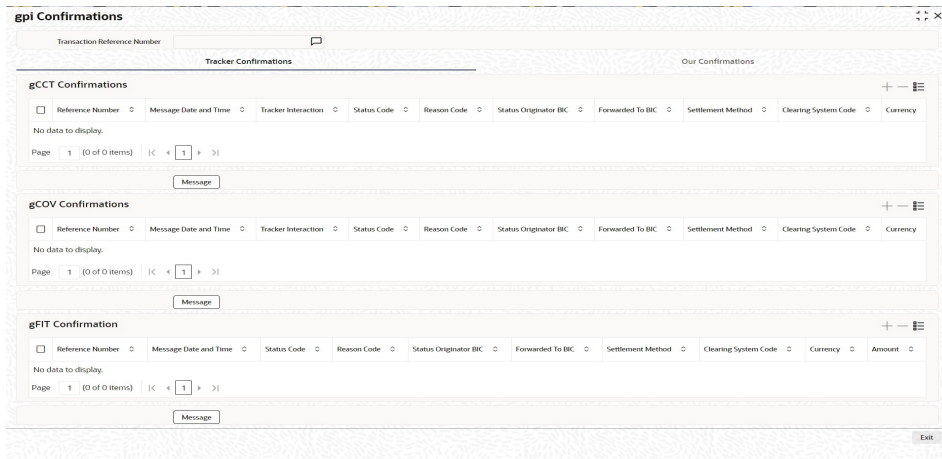 gpi Confirmations
Transaction Reference Number
Tracker Confirmations Our Confirmations
gCCT Confirmations
Reference Number Message Date and Time Tracker Interaction Status Code Reason Code Status Originator BIC Forwarded To BIC Settlement Method Clearing System Code Currency
No data to display.
Page 1 (0 of 0 items) 1
Message
gCOV Confirmations
Reference Number Message Date and Time Tracker Interaction Status Code Reason Code Status Originator BIC Forwarded To BIC Settlement Method Clearing System Code Currency
No data to display.
Page 1 (0 of 0 items) 1
Message
gFIT Confirmation
Reference Number Message Date and Time Status Code Reason Code Status Originator BIC Forwarded To BIC Settlement Method Clearing System Code Currency Amount
No data to display.
Page 1 (0 of 0 items) 1
Message
Exit